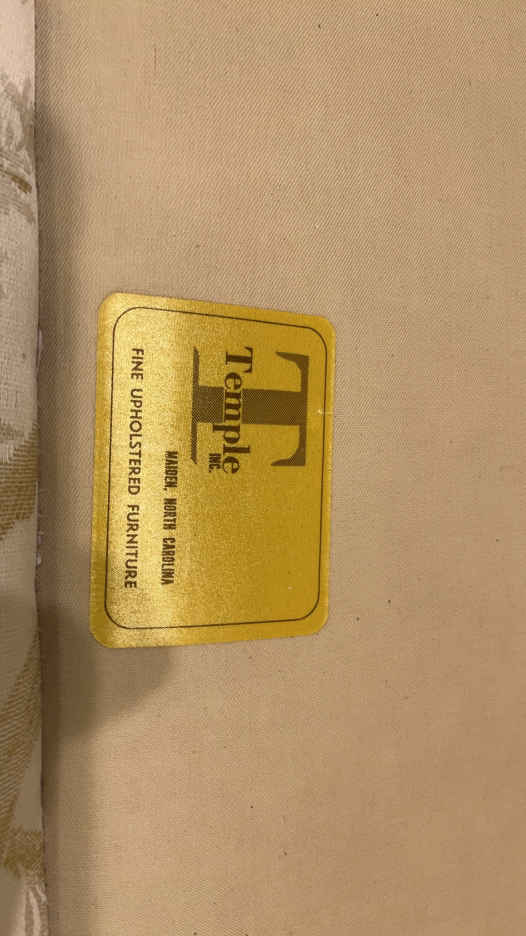 T
Temple
INC.
MAIDEN, NORTH CAROLINA
FINE UPHOLSTERED FURNITURE